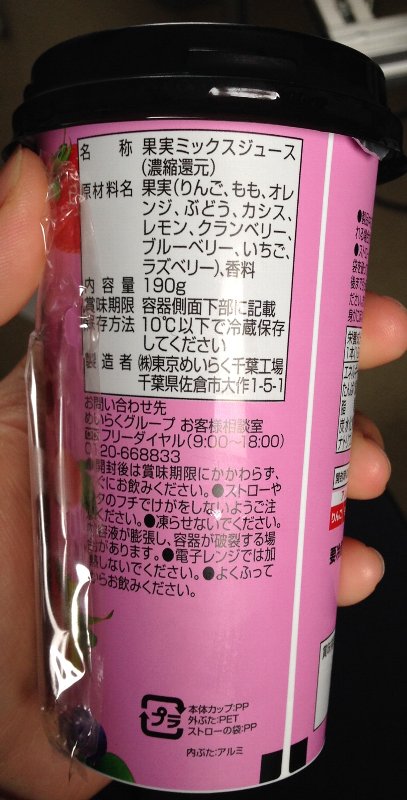 名 称 果実ミックスジュース
(濃縮還元)
原材料名 果実(りんご、もも、オレ
ンジ、ぶどう、カシス、
レモン、クランベリー、
ブルーベリー、いちご、
ラズベリー)、香料
内容量 190g
賞味期限 容器側面下部に記載
保存方法 10℃以下で冷蔵保存
してください
製造者 ㈱東京めいらく千葉工場
千葉県佐倉市大作1-5-1
お問い合わせ先
めいらくグループ お客様相談室
フリーダイヤル(9:00〜18:00)
0120-668833
●開封後は賞味期限にかかわらず、
すぐにお飲みください。●ストローや
フタのフチでけがをしないようご注
ください。●凍らせないでください。
内容液が膨張し、容器が破裂する場
合があります。●電子レンジでは加
熱しないでください。●よくふって
からお飲みください。
プラ
本体カップ:PP
外ぶた:PET
ストローの袋:PP
内ぶた:アルミ